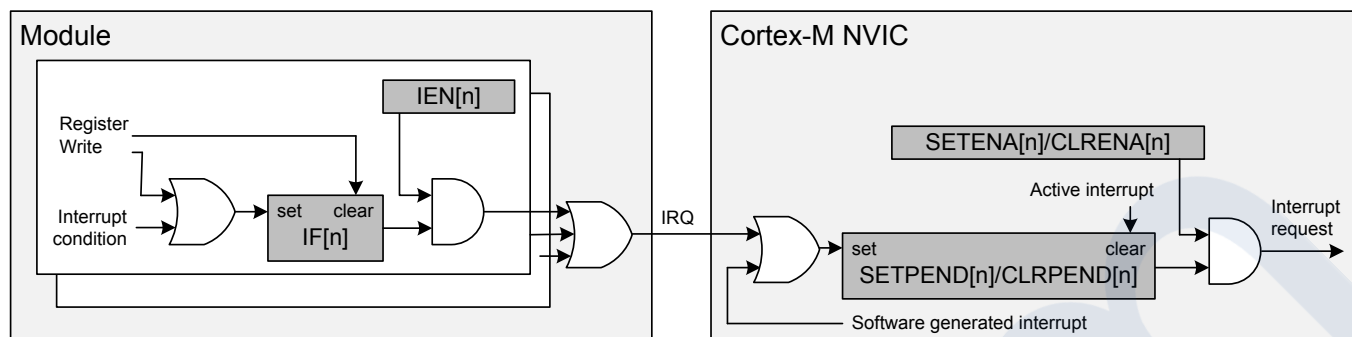 Module
IEN[n]
Register
Write
Interrupt
condition
set clear
IF[n]
IRQ
Cortex-M NVIC
SETENA[n]/CLRENA[n]
Active interrupt
Interrupt
request
set clear
SETPEND[n]/CLRPEND[n]
Software generated interrupt